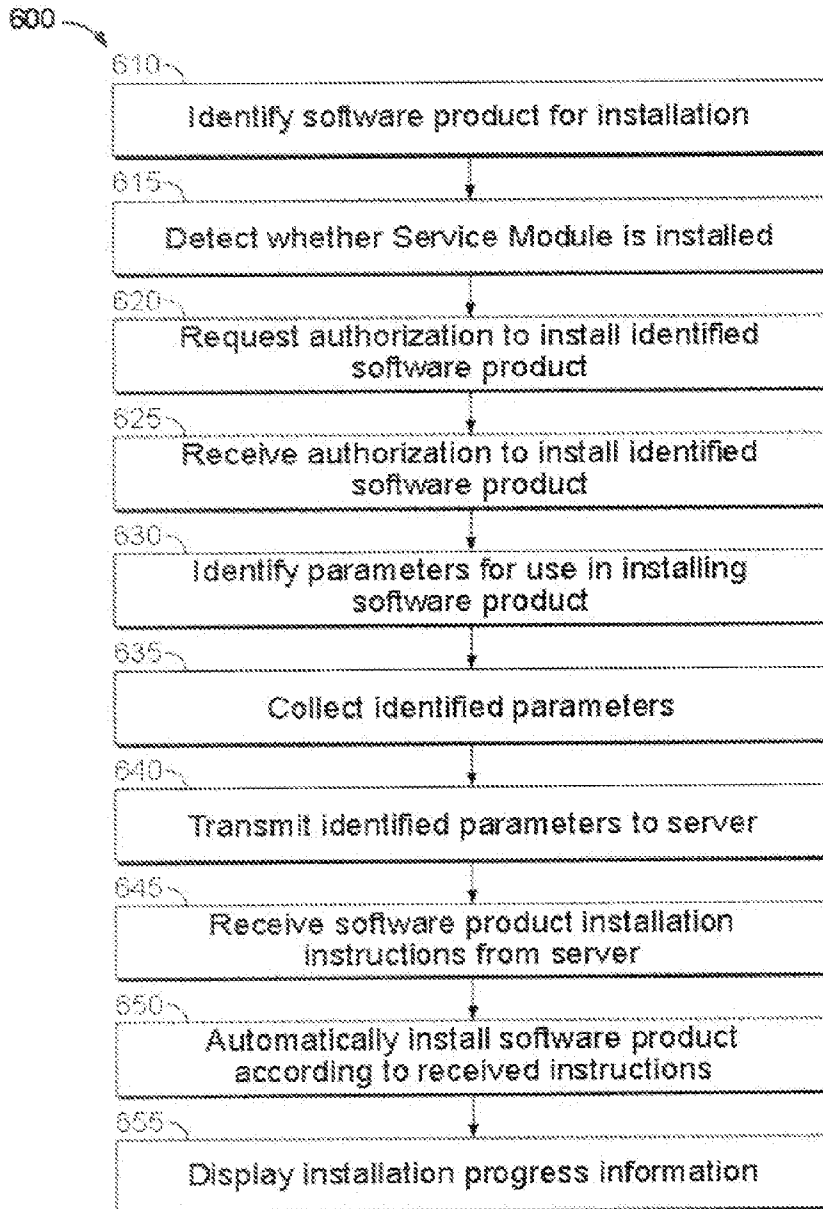 600
610
Identify software product for installation
615
Detect whether Service Module is installed
620
Request authorization to install identified
software product
625
Receive authorization to install identified
software product
630
Identify parameters for use in installing
software product
635
Collect identified parameters
640
Transmit identified parameters to server
645
Receive software product installation
instructions from server
650
Automatically install software product
according to received instructions
655
Display installation progress information